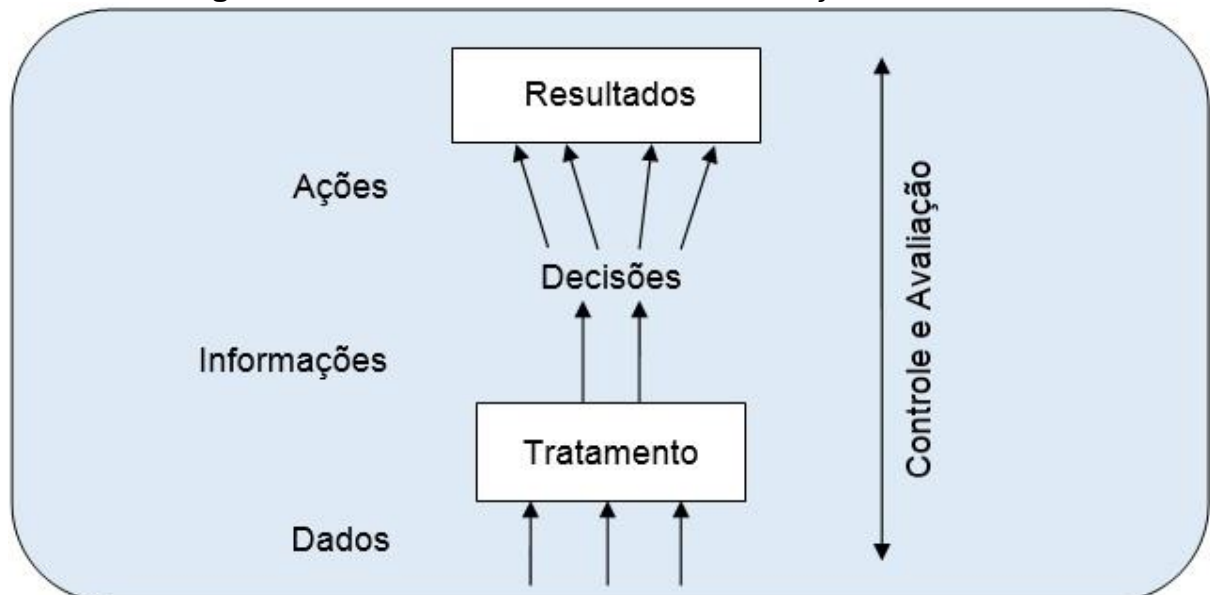 Resultados
Ações
Decisões
Informações
Tratamento
Dados
Controle e Avaliação